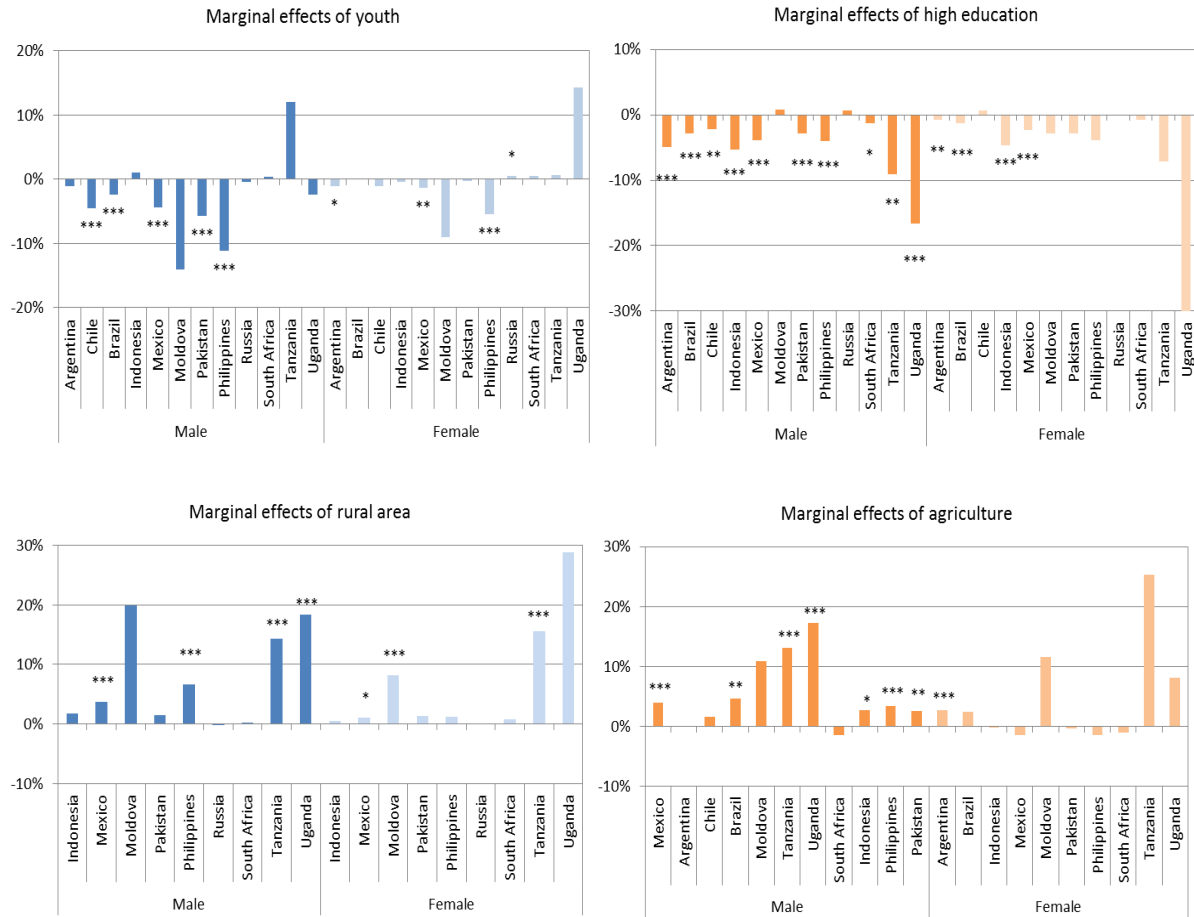 Marginal effects of youth
20%
10%
0%
-10%
-20%
*** *** *** *** *** * ** *** *
Argentina
Chile
Brazil
Indonesia
Mexico
Moldova
Pakistan
Philippines
Russia
South Africa
Tanzania
Uganda
Argentina
Brazil
Chile
Indonesia
Mexico
Moldova
Pakistan
Philippines
Russia
South Africa
Tanzania
Uganda
Male Female
Marginal effects of high education
10%
0%
-10%
-20%
-30%
*** *** ** *** *** *** *** * ** *** ** *** *** ***
Argentina
Brazil
Chile
Indonesia
Mexico
Moldova
Pakistan
Philippines
Russia
South Africa
Tanzania
Uganda
Argentina
Brazil
Chile
Indonesia
Mexico
Moldova
Pakistan
Philippines
Russia
South Africa
Tanzania
Uganda
Male Female
Marginal effects of rural area
30%
20%
10%
0%
-10%
*** *** *** *** * *** ***
Indonesia
Mexico
Moldova
Pakistan
Philippines
Russia
South Africa
Tanzania
Uganda
Indonesia
Mexico
Moldova
Pakistan
Philippines
Russia
South Africa
Tanzania
Uganda
Male Female
Marginal effects of agriculture
30%
20%
10%
0%
-10%
*** ** *** *** * *** ** ***
Mexico
Argentina
Chile
Brazil
Moldova
Tanzania
Uganda
South Africa
Indonesia
Philippines
Pakistan
Argentina
Brazil
Indonesia
Mexico
Moldova
Pakistan
Philippines
South Africa
Tanzania
Uganda
Male Female